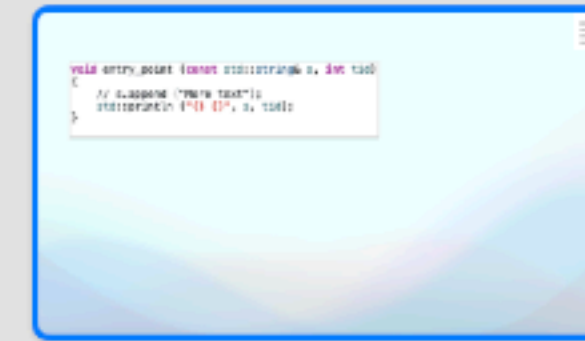 void entry_point (const std::string& s, int tid)
{
// s.append ("More text");
std::println ("{} {}", s, tid);
}